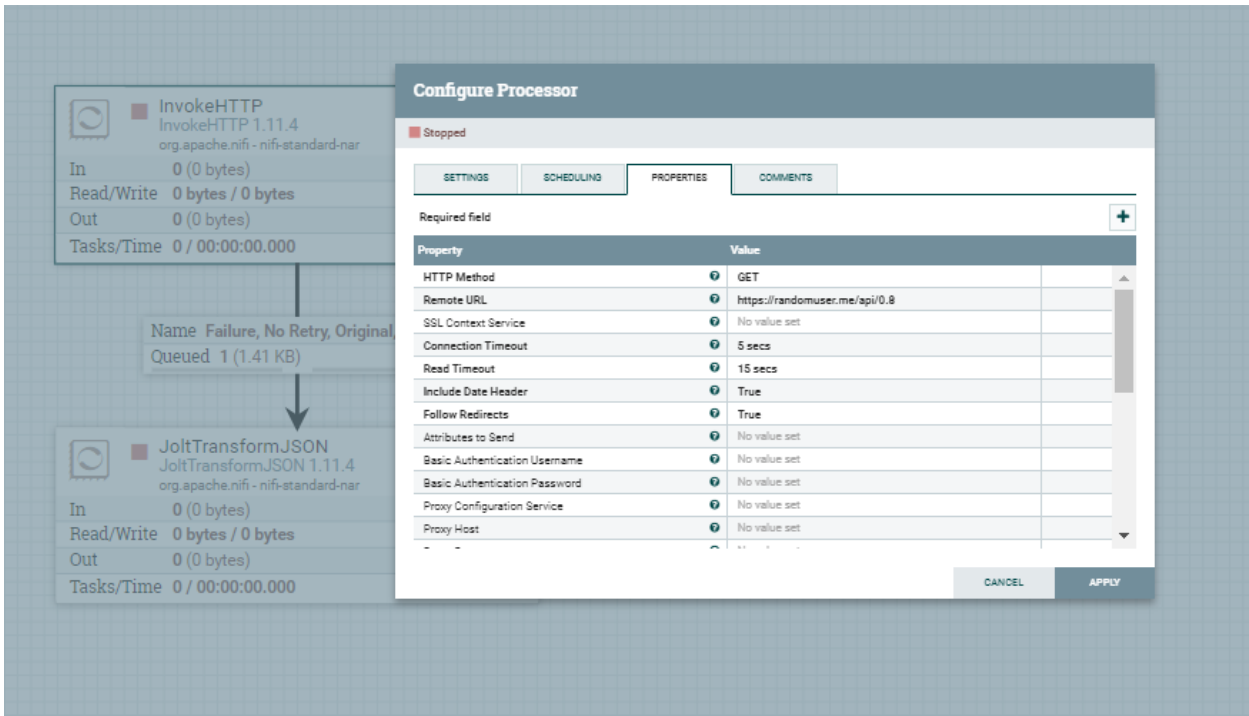 InvokeHTTP
InvokeHTTP 1.11.4
org.apache.nifi - nifi-standard-nar
In 0 (0 bytes)
Read/Write 0 bytes / 0 bytes
Out 0 (0 bytes)
Tasks/Time 0 / 00:00:00.000
Name Failure, No Retry, Original,
Queued 1 (1.41 KB)
JoltTransformJSON
JoltTransformJSON 1.11.4
org.apache.nifi - nifi-standard-nar
In 0 (0 bytes)
Read/Write 0 bytes / 0 bytes
Out 0 (0 bytes)
Tasks/Time 0 / 00:00:00.000
Configure Processor
Stopped
SETTINGS SCHEDULING PROPERTIES COMMENTS
Required field
Property Value
HTTP Method GET
Remote URL https://randomuser.me/api/0.8
SSL Context Service No value set
Connection Timeout 5 secs
Read Timeout 15 secs
Include Date Header True
Follow Redirects True
Attributes to Send No value set
Basic Authentication Username No value set
Basic Authentication Password No value set
Proxy Configuration Service No value set
Proxy Host No value set
CANCEL APPLY